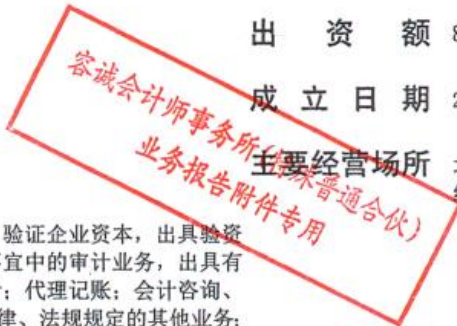 出资额 8
成立日期 2
主要经营场所
容诚会计师事务所(特殊普通合伙)
业务报告附件专用
验证企业资本，出具验资
事宜中的审计业务，出具有
；代理记账；会计咨询、
律、法规规定的其他业务；